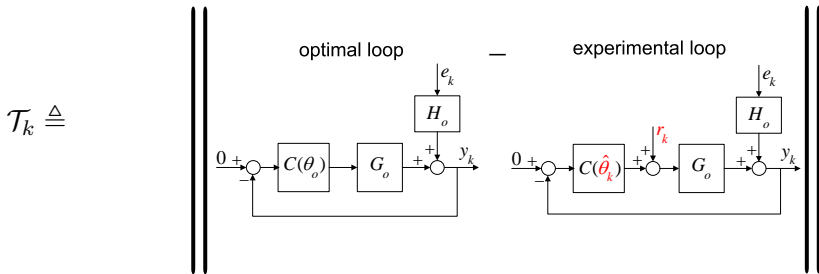 𝒯_k ≜
optimal loop − experimental loop
e_k e_k
H_o H_o
r_k
+ + + +
0 + C(θ_o) G_o + y_k 0 + C(θ̂_k) + G_o + y_k
− −